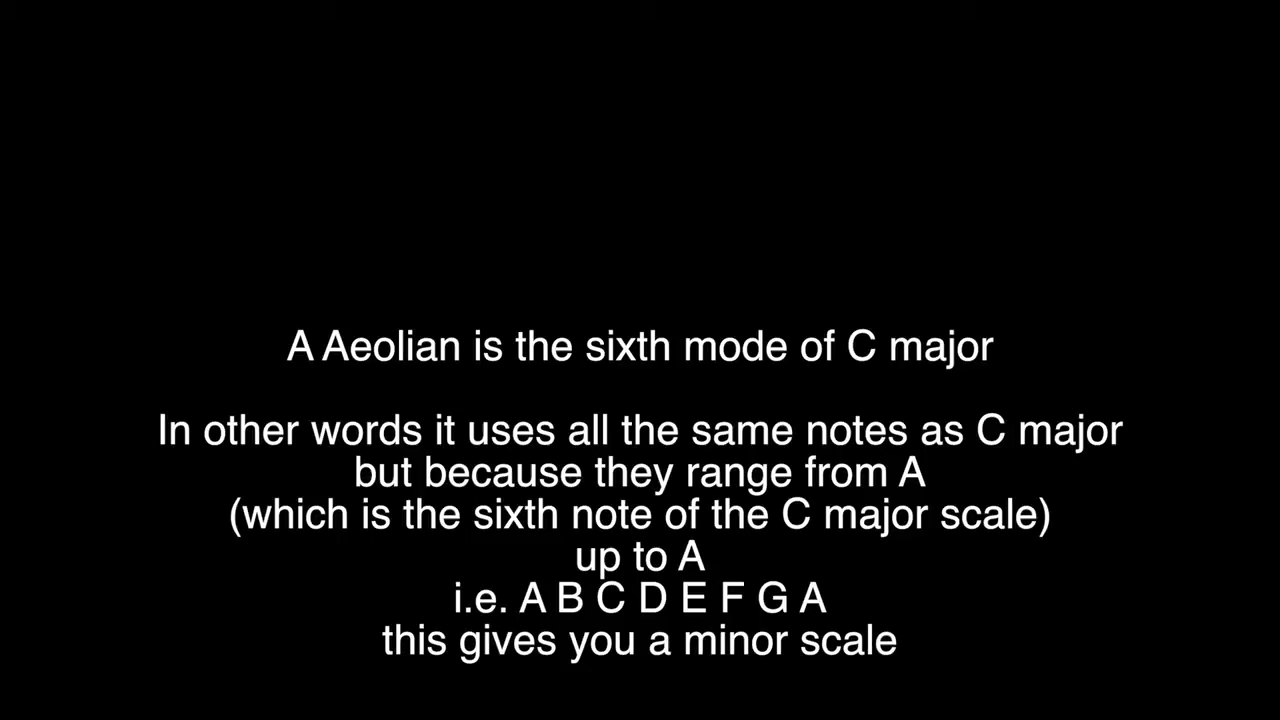 A Aeolian is the sixth mode of C major
In other words it uses all the same notes as C major
but because they range from A
(which is the sixth note of the C major scale)
up to A
i.e. A B C D E F G A
this gives you a minor scale